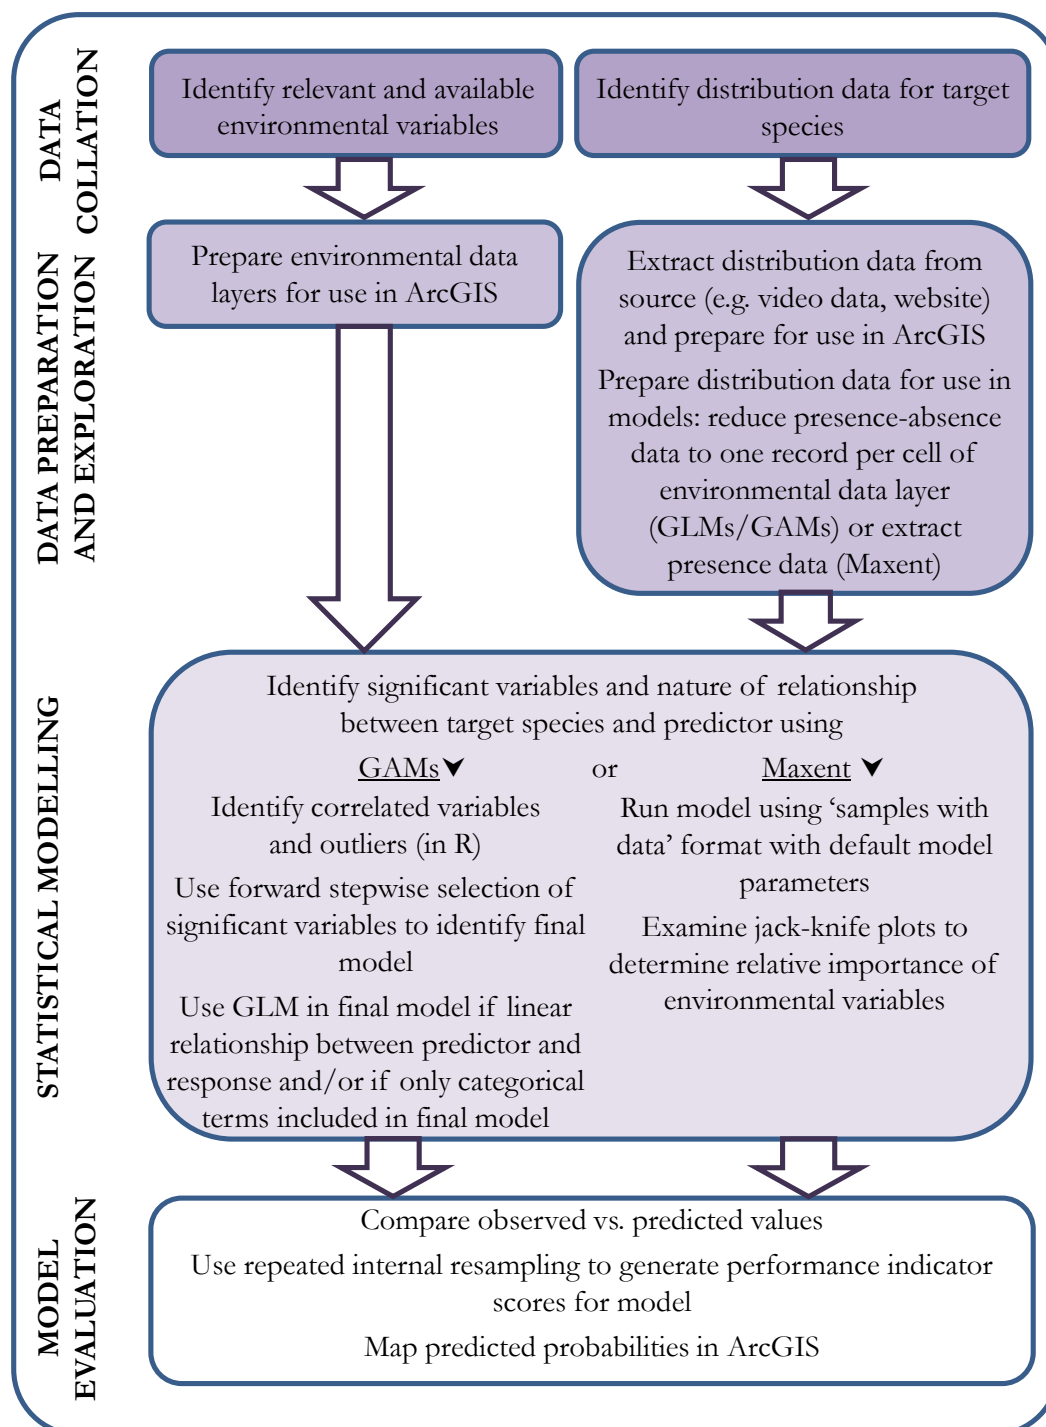 DATA
COLLATION
Identify relevant and available
environmental variables
Identify distribution data for target
species
DATA PREPARATION
AND EXPLORATION
Prepare environmental data
layers for use in ArcGIS
Extract distribution data from
source (e.g. video data, website)
and prepare for use in ArcGIS
Prepare distribution data for use in
models: reduce presence-absence
data to one record per cell of
environmental data layer
(GLMs/GAMs) or extract
presence data (Maxent)
STATISTICAL MODELLING
Identify significant variables and nature of relationship
between target species and predictor using
GAMs
or
Maxent
Identify correlated variables
and outliers (in R)
Use forward stepwise selection of
significant variables to identify final
model
Use GLM in final model if linear
relationship between predictor and
response and/or if only categorical
terms included in final model
Run model using ‘samples with
data’ format with default model
parameters
Examine jack-knife plots to
determine relative importance of
environmental variables
MODEL
EVALUATION
Compare observed vs. predicted values
Use repeated internal resampling to generate performance indicator
scores for model
Map predicted probabilities in ArcGIS